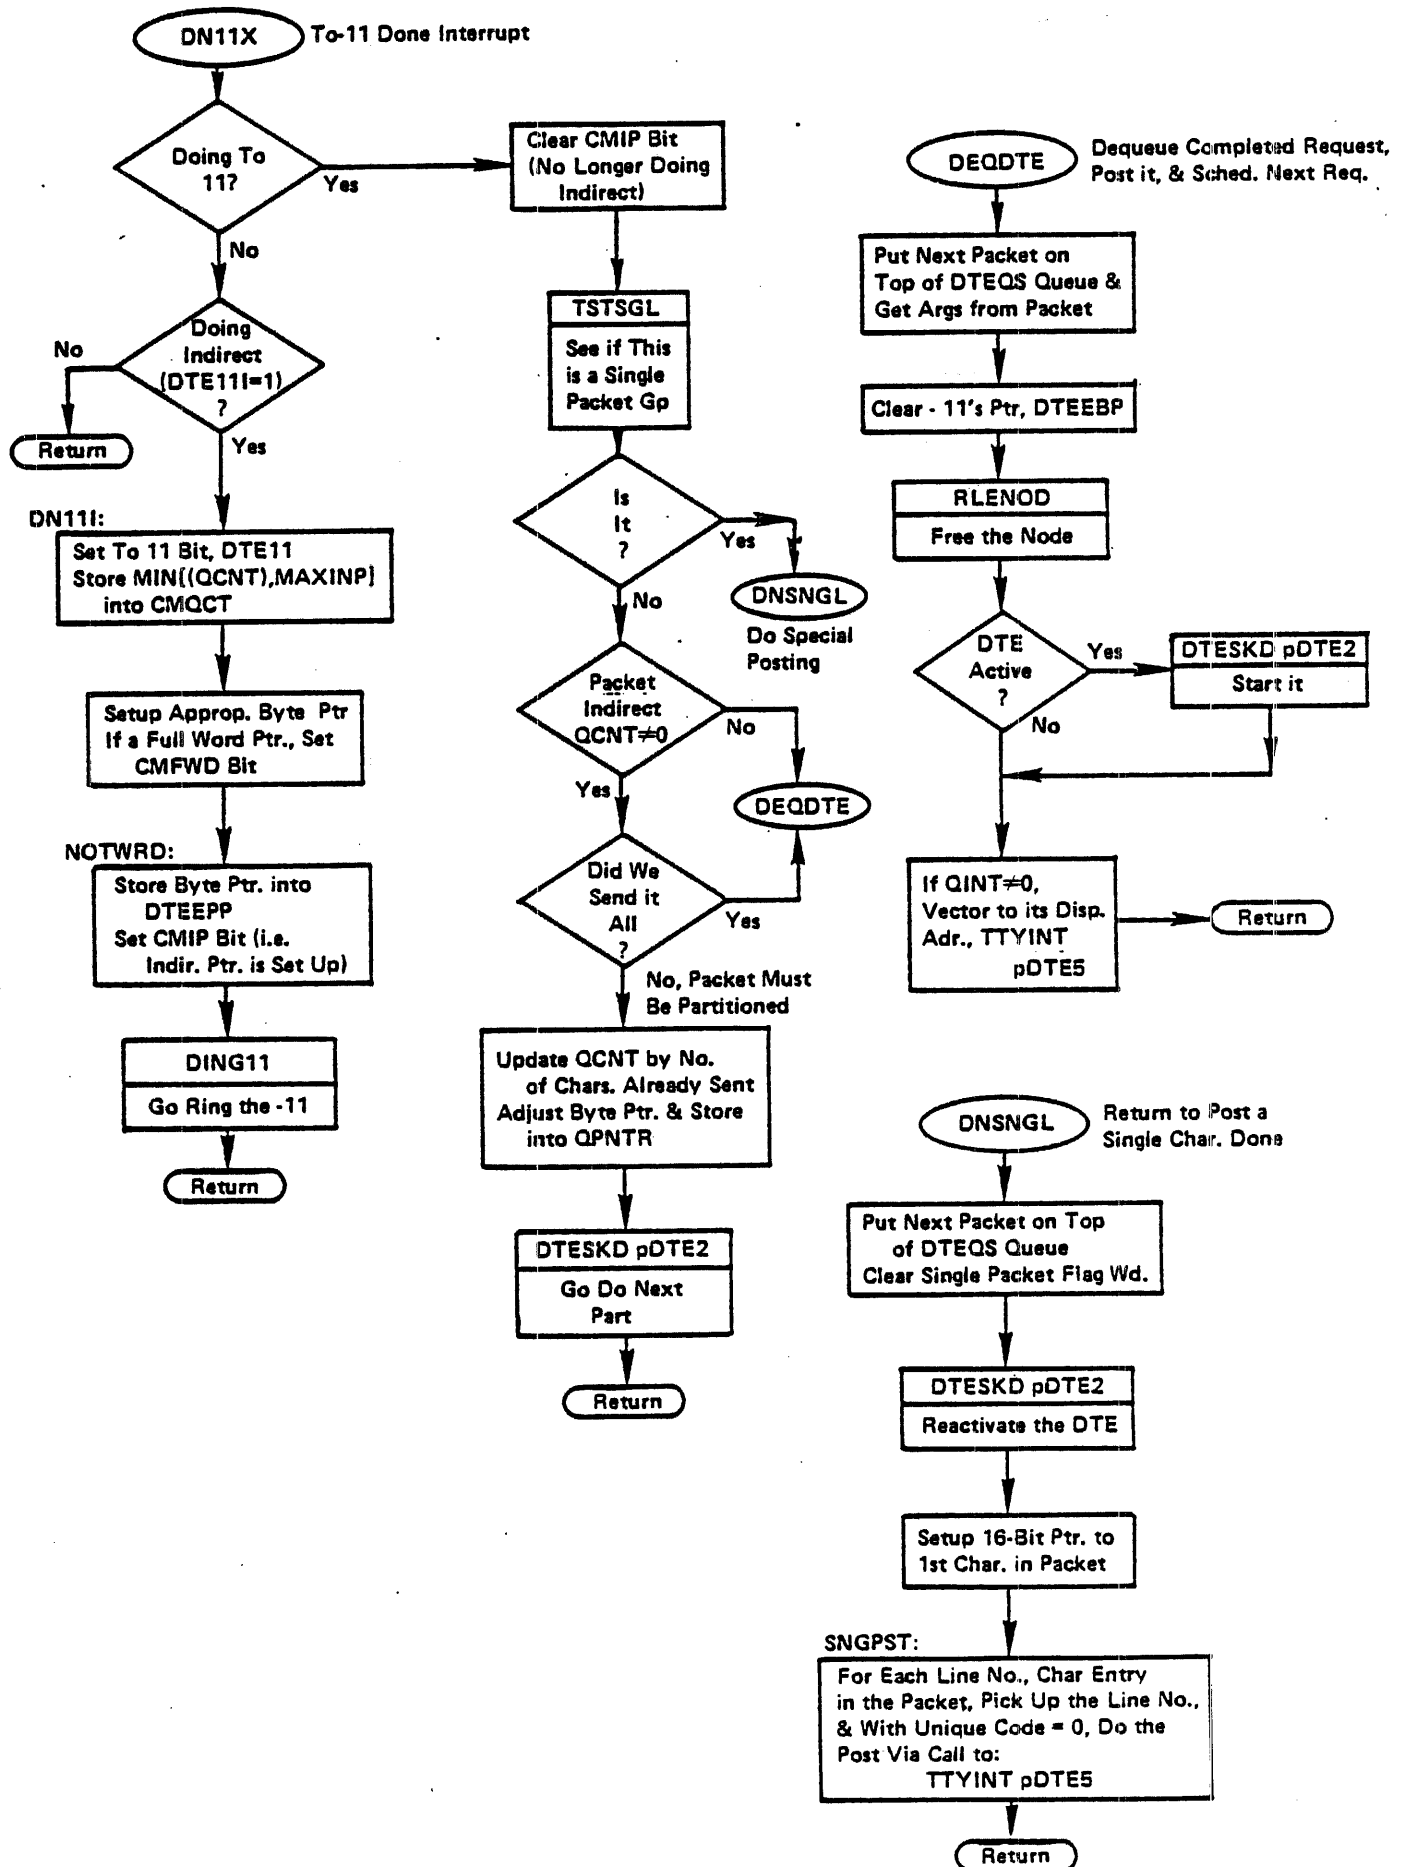 DN11X
To-11 Done Interrupt
Doing To
11?
Yes
No
Doing
Indirect
(DTE11I=1)
?
No
Return
Yes
DN11I:
Set To 11 Bit, DTE11
Store MIN[(QCNT),MAXINP]
into CMQCT
Setup Approp. Byte Ptr
If a Full Word Ptr., Set
CMFWD Bit
NOTWRD:
Store Byte Ptr. into
DTEEPP
Set CMIP Bit (i.e.
Indir. Ptr. is Set Up)
DING11
Go Ring the -11
Return
Clear CMIP Bit
(No Longer Doing
Indirect)
TSTSGL
See if This
is a Single
Packet Gp
Is
It
?
Yes
DNSNGL
Do Special
Posting
No
Packet
Indirect
QCNT≠0
No
DEQDTE
Yes
Did We
Send it
All
?
Yes
No, Packet Must
Be Partitioned
Update QCNT by No.
of Chars. Already Sent
Adjust Byte Ptr. & Store
into QPNTR
DTESKD pDTE2
Go Do Next
Part
Return
DEQDTE
Dequeue Completed Request,
Post it, & Sched. Next Req.
Put Next Packet on
Top of DTEQS Queue &
Get Args from Packet
Clear - 11's Ptr, DTEEBP
RLENOD
Free the Node
DTE
Active
?
Yes
DTESKD pDTE2
Start it
No
If QINT≠0,
Vector to its Disp.
Adr., TTYINT
pDTE5
Return
DNSNGL
Return to Post a
Single Char. Done
Put Next Packet on Top
of DTEQS Queue
Clear Single Packet Flag Wd.
DTESKD pDTE2
Reactivate the DTE
Setup 16-Bit Ptr. to
1st Char. in Packet
SNGPST:
For Each Line No., Char Entry
in the Packet, Pick Up the Line No.,
& With Unique Code = 0, Do the
Post Via Call to:
TTYINT pDTE5
Return